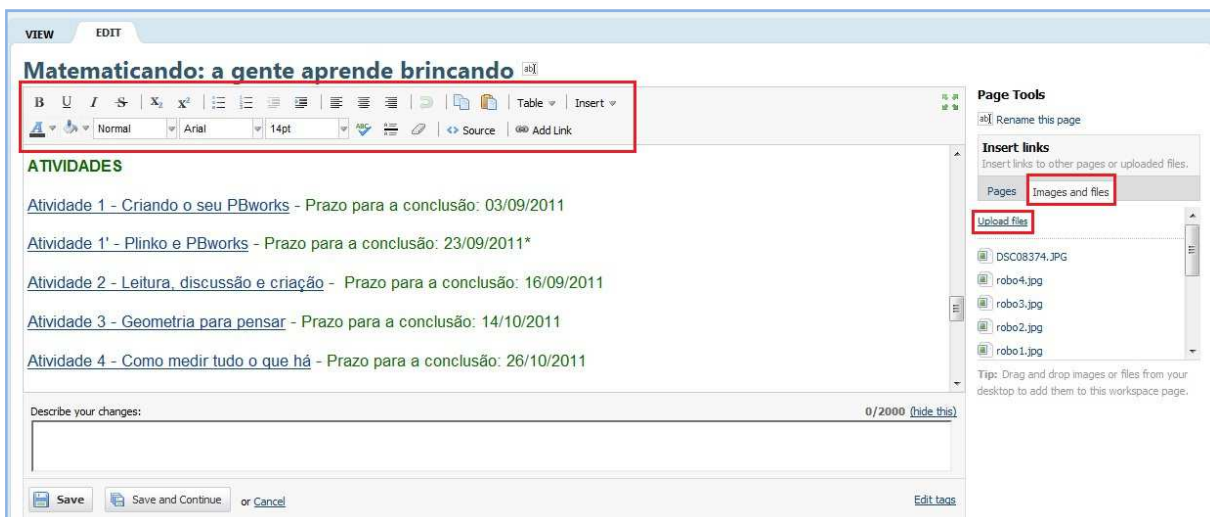 VIEW EDIT
Matematicando: a gente aprende brincando ab
B U I S X₂ X² Table Insert
A Normal Arial 14pt ABC <> Source Add Link
ATIVIDADES
Atividade 1 - Criando o seu PBworks - Prazo para a conclusão: 03/09/2011
Atividade 1' - Plinko e PBworks - Prazo para a conclusão: 23/09/2011*
Atividade 2 - Leitura, discussão e criação - Prazo para a conclusão: 16/09/2011
Atividade 3 - Geometria para pensar - Prazo para a conclusão: 14/10/2011
Atividade 4 - Como medir tudo o que há - Prazo para a conclusão: 26/10/2011
Describe your changes: 0/2000 (hide this)
Save Save and Continue or Cancel Edit tags
Page Tools
ab Rename this page
Insert links
Insert links to other pages or uploaded files.
Pages Images and files
Upload files
DSC08374.JPG
robo4.jpg
robo3.jpg
robo2.jpg
robo1.jpg
Tip: Drag and drop images or files from your
desktop to add them to this workspace page.